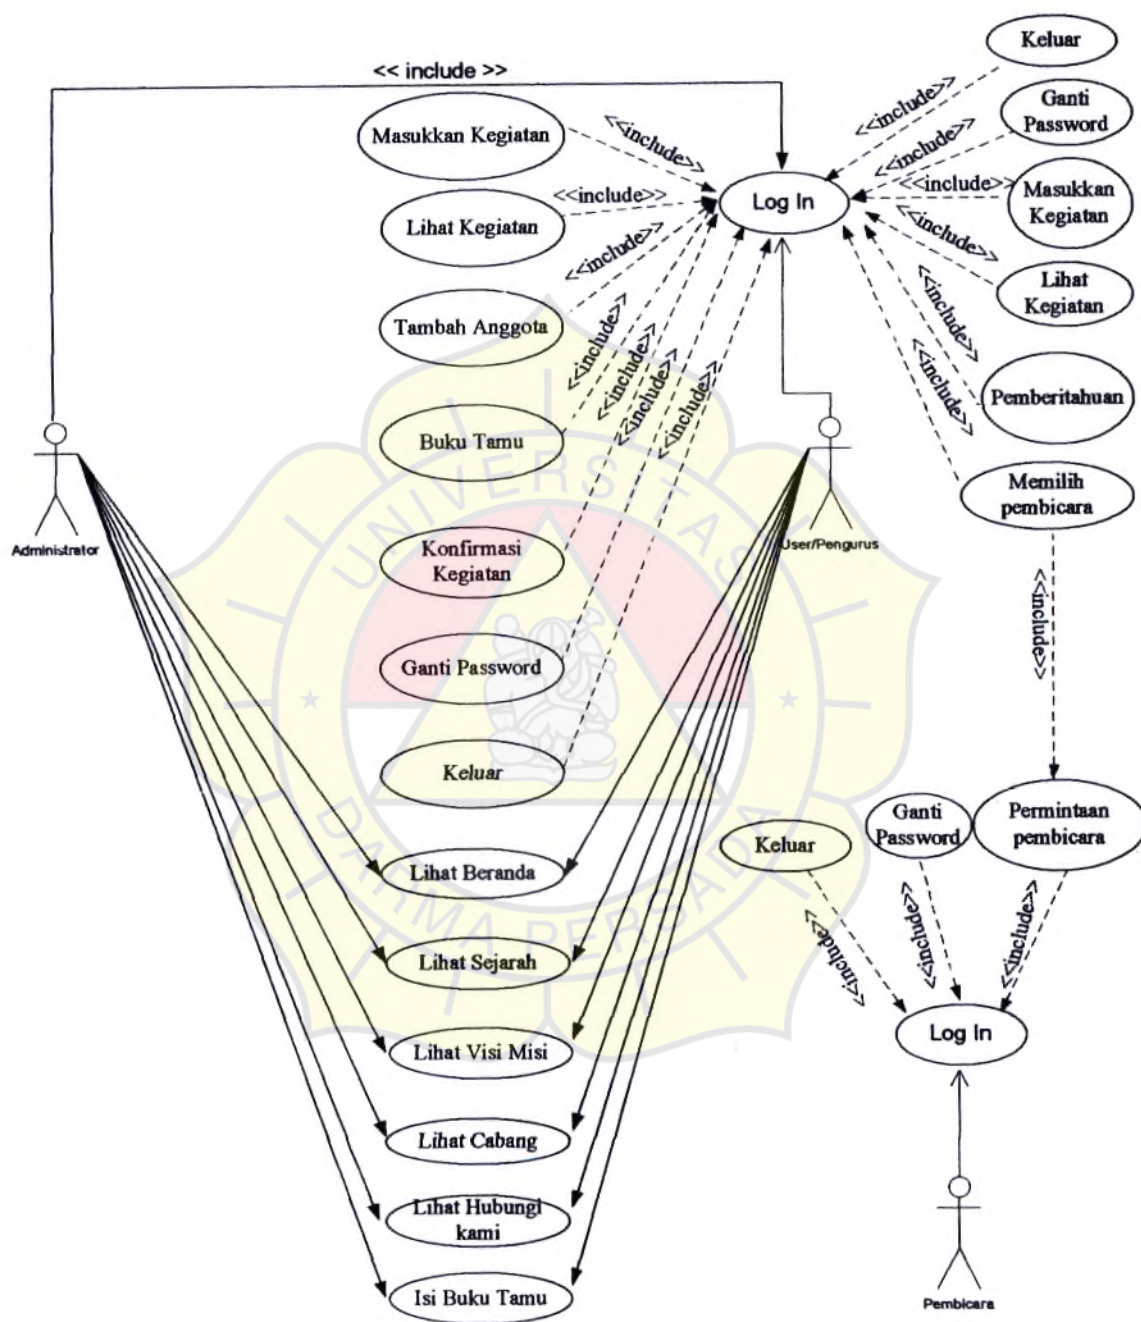 Keluar
<< include >>
<<include>>
Ganti
Password
Masukkan Kegiatan
<<include>>
<<include>>
<<include>>
Masukkan
Kegiatan
<<include>>
Log In
Lihat Kegiatan
<<include>>
<<include>>
Lihat
Kegiatan
Tambah Anggota
<<include>>
<<include>>
<<include>>
<<include>>
<<include>>
<<include>>
Pemberitahuan
Buku Tamu
Memilih
pembicara
Administrator
User/Pengurus
Konfirmasi
Kegiatan
<<include>>
Ganti Password
Keluar
UNIVERSITAS
DARMA PERSADA
Ganti
Password
Permintaan
pembicara
Keluar
Lihat Beranda
<<include>>
<<include>>
<<include>>
Lihat Sejarah
Log In
Lihat Visi Misi
Lihat Cabang
Lihat Hubungi
kami
Isi Buku Tamu
Pembicara